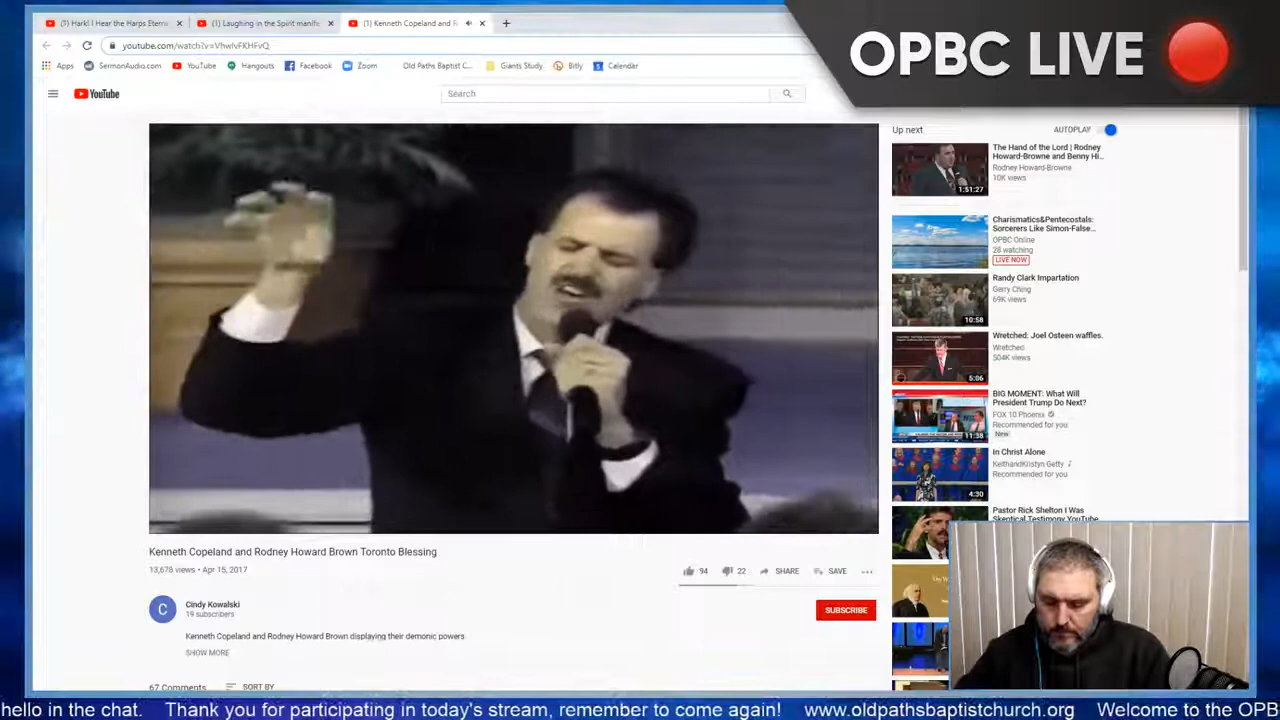 (1) Hark! I Hear the Harps Etern
(1) Laughing in the Spirit manife
(1) Kenneth Copeland and R
OPBC LIVE
youtube.com/watch?v=VhwIvFKHFvQ
Apps
SermonAudio.com
YouTube
Hangouts
Facebook
Zoom
Old Paths Baptist C...
Giants Study
Bitly
Calendar
YouTube
Search
Up next
AUTOPLAY
The Hand of the Lord | Rodney
Howard-Browne and Benny Hi...
Rodney Howard-Browne
10K views
1:51:27
Charismatics&Pentecostals:
Sorcerers Like Simon-False...
OPBC Online
28 watching
LIVE NOW
Randy Clark Impartation
Gerry Ching
69K views
10:58
Wretched: Joel Osteen waffles.
Wretched
504K views
5:06
BIG MOMENT: What Will
President Trump Do Next?
FOX 10 Phoenix
Recommended for you
New
11:38
In Christ Alone
KeithandKristyn Getty
Recommended for you
4:30
Pastor Rick Shelton I Was
Skeptical Testimony YouTube
Kenneth Copeland and Rodney Howard Brown Toronto Blessing
13,678 views • Apr 15, 2017
94
22
SHARE
SAVE
C
Cindy Kowalski
19 subscribers
SUBSCRIBE
Kenneth Copeland and Rodney Howard Brown displaying their demonic powers
SHOW MORE
67 Comments
SORT BY
hello in the chat. Thank you for participating in today's stream, remember to come again! www.oldpathsbaptistchurch.org Welcome to the OPB